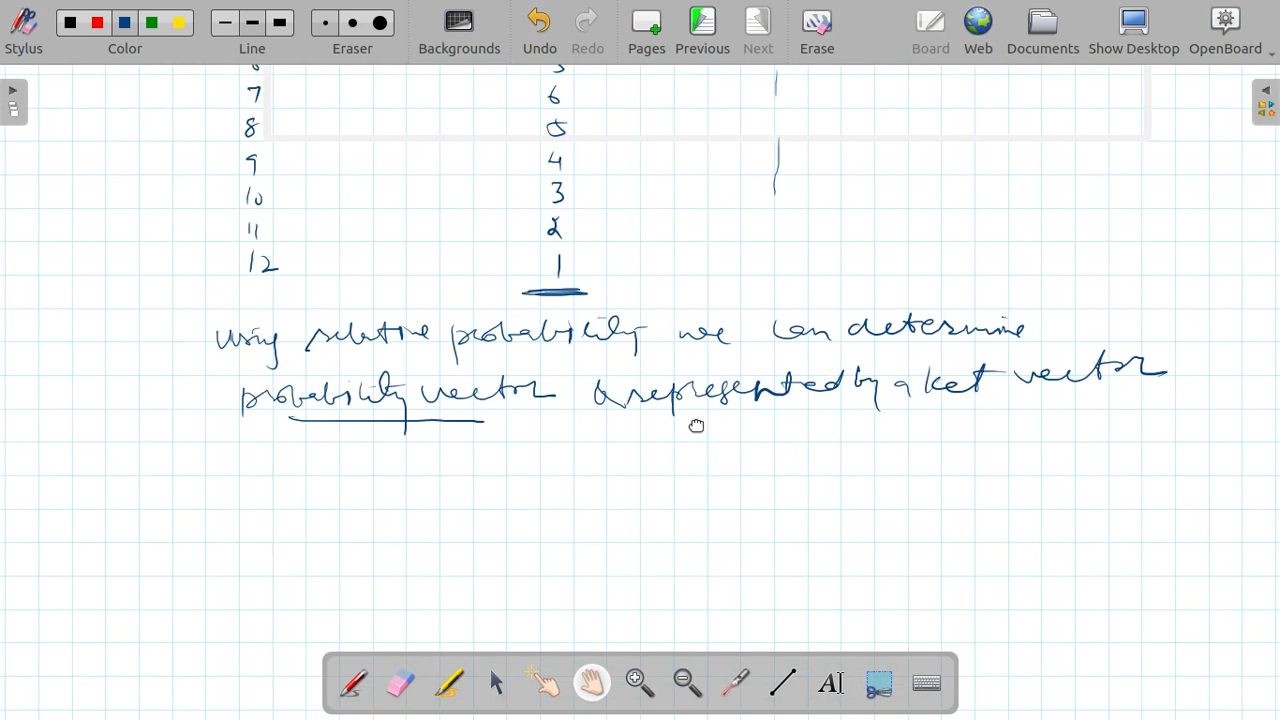 Stylus Color Line Eraser Backgrounds Undo Redo Pages Previous Next Erase Board Web Documents Show Desktop OpenBoard
7 6
8 5
9 4
10 3
11 2
12 1
Using relative probability we can determine
probability vector represented by a ket vector